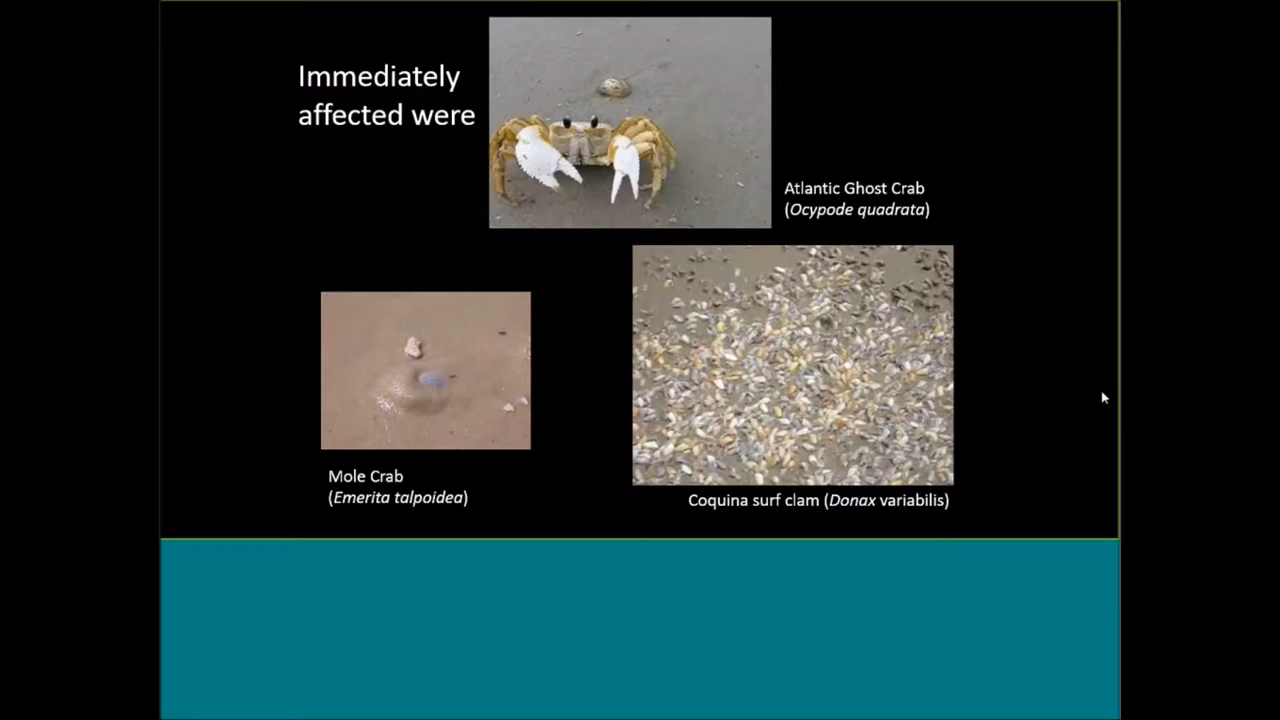 Immediately
affected were
Atlantic Ghost Crab
(Ocypode quadrata)
Mole Crab
(Emerita talpoidea)
Coquina surf clam (Donax variabilis)